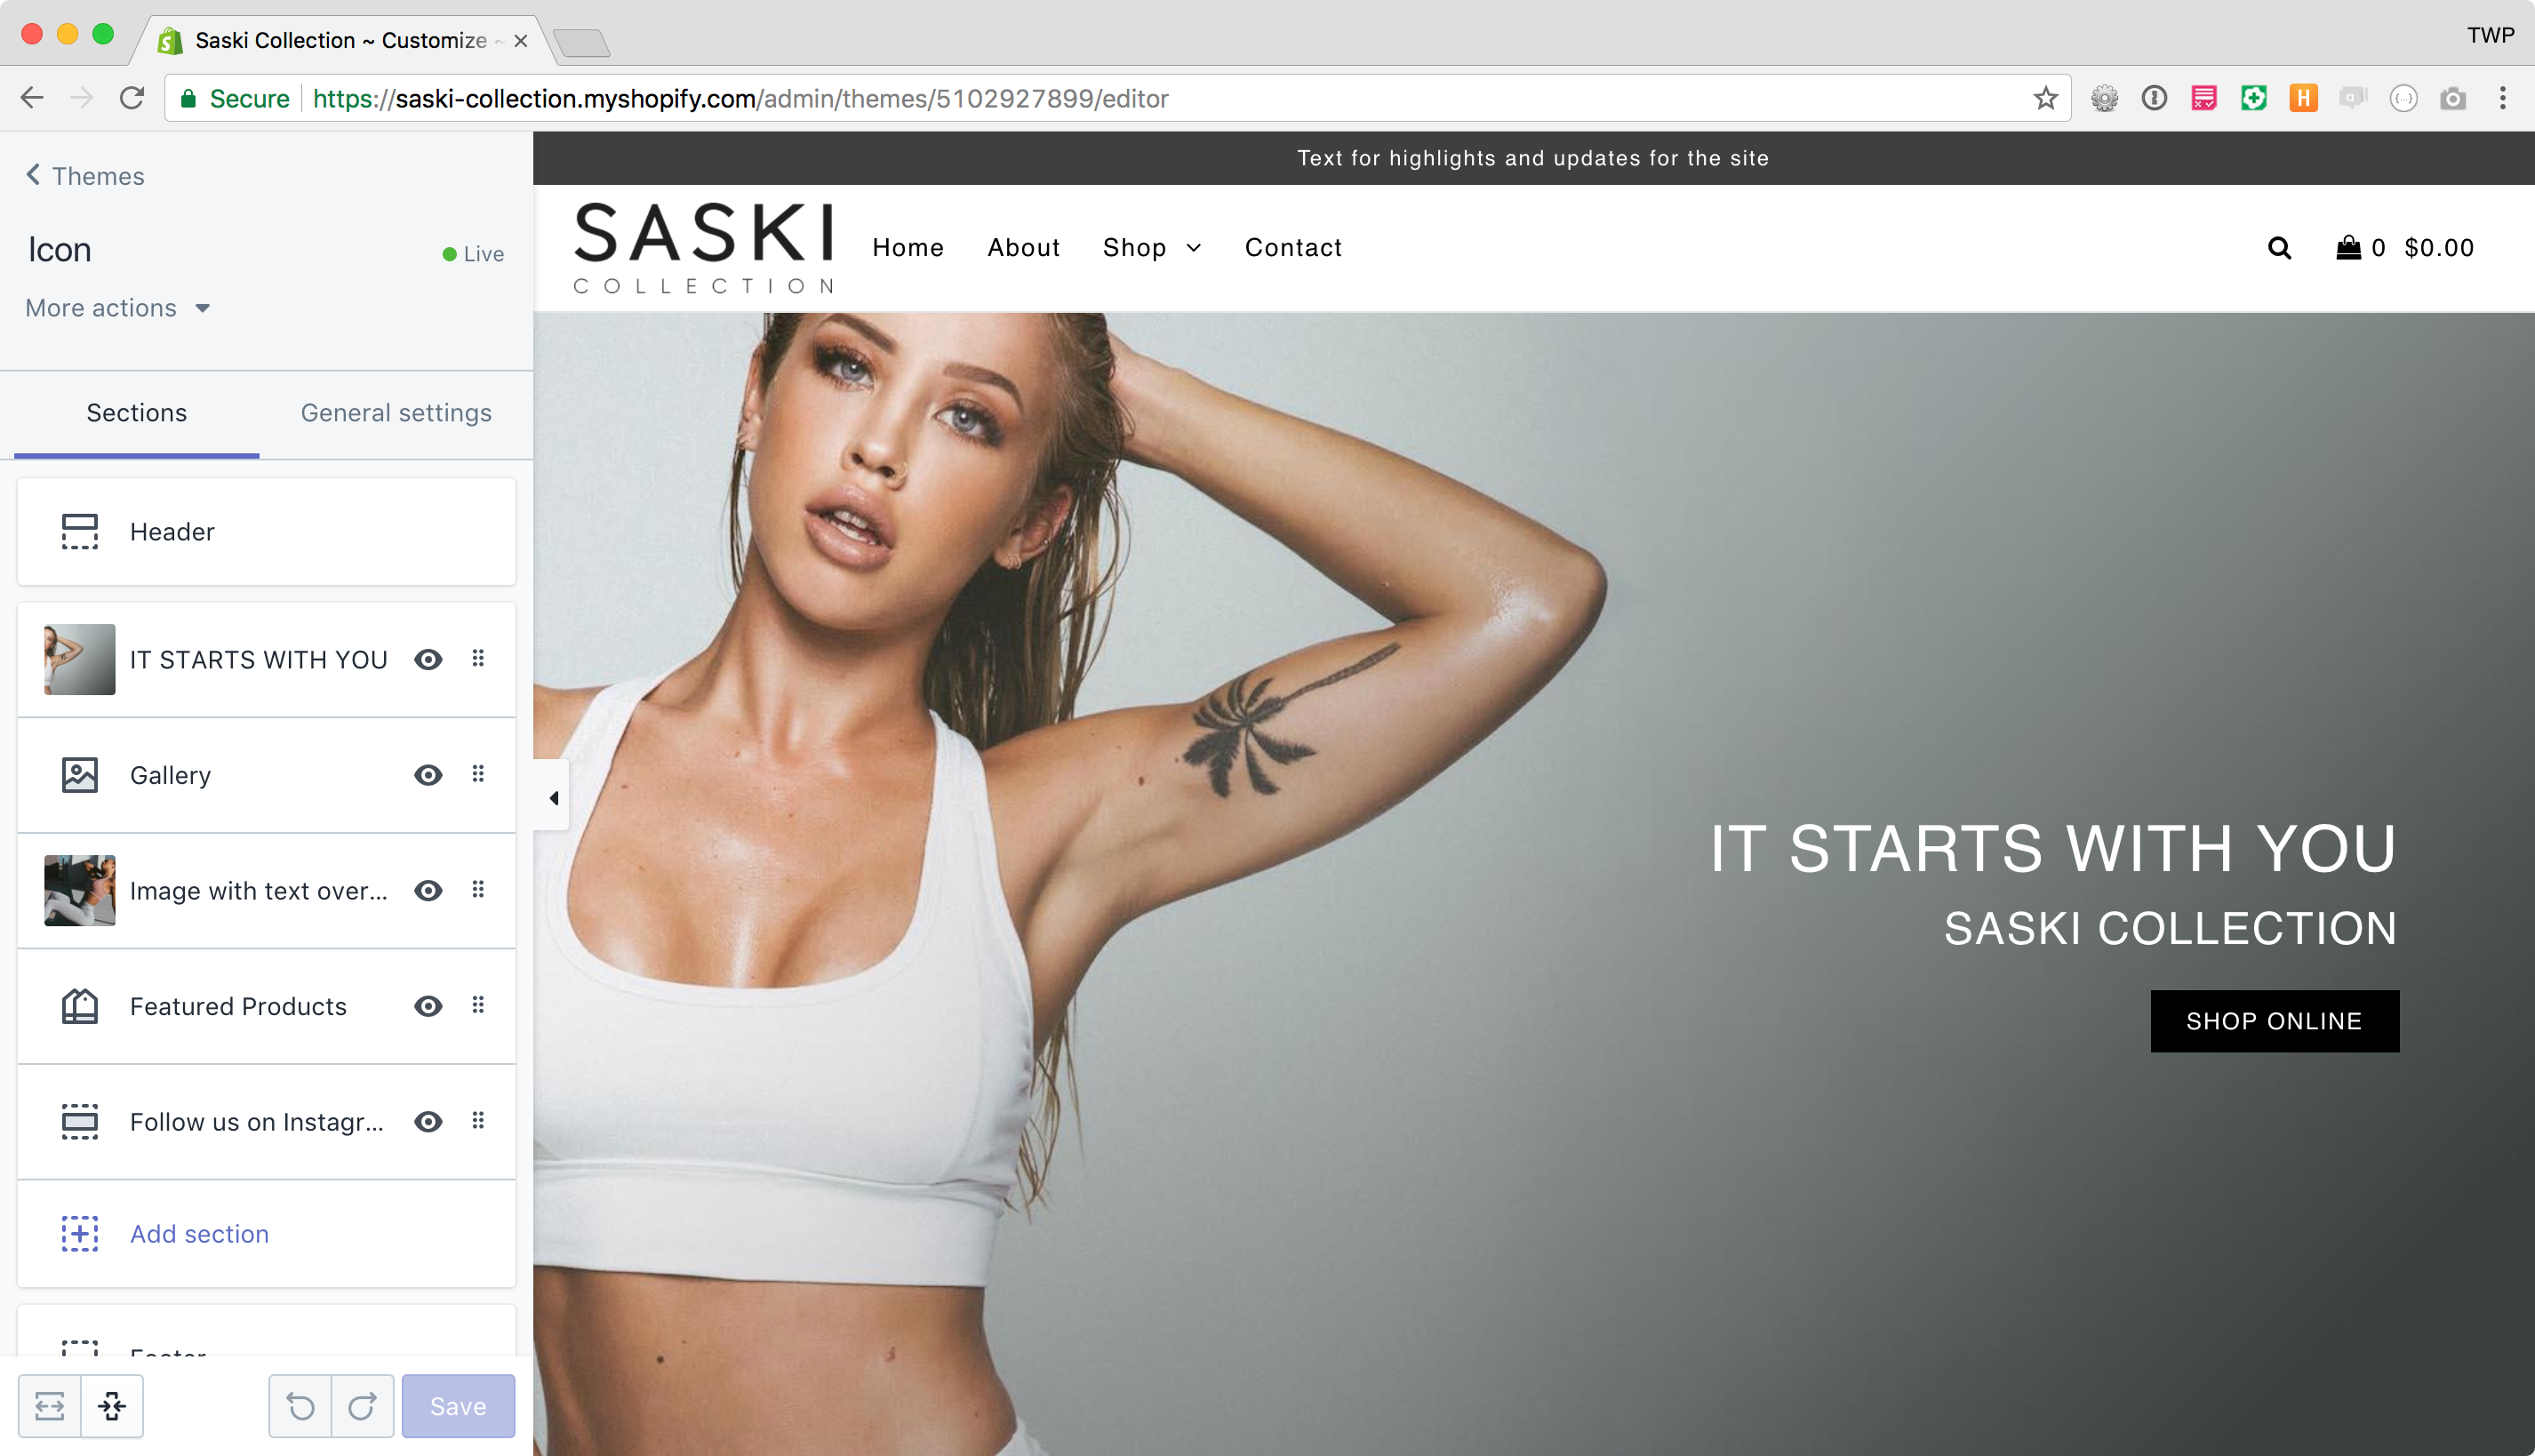 Saski Collection ~ Customize ~
TWP
Secure
https://saski-collection.myshopify.com/admin/themes/5102927899/editor
Themes
Icon
Live
More actions
Sections
General settings
Header
IT STARTS WITH YOU
Gallery
Image with text over...
Featured Products
Follow us on Instagr...
Add section
Footer
Save
Text for highlights and updates for the site
SASKI
COLLECTION
Home
About
Shop
Contact
0 $0.00
IT STARTS WITH YOU
SASKI COLLECTION
SHOP ONLINE